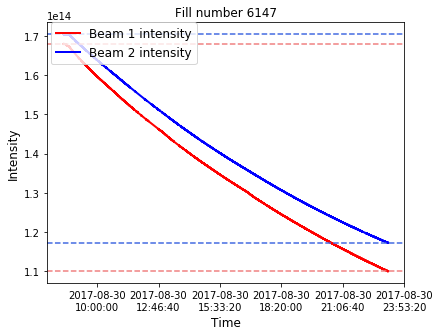 Fill number 6147
1e14
Beam 1 intensity
Beam 2 intensity
1.7
1.6
1.5
1.4
1.3
1.2
1.1
Intensity
2017-08-30 2017-08-30 2017-08-30 2017-08-30 2017-08-30 2017-08-30
10:00:00 12:46:40 15:33:20 18:20:00 21:06:40 23:53:20
Time